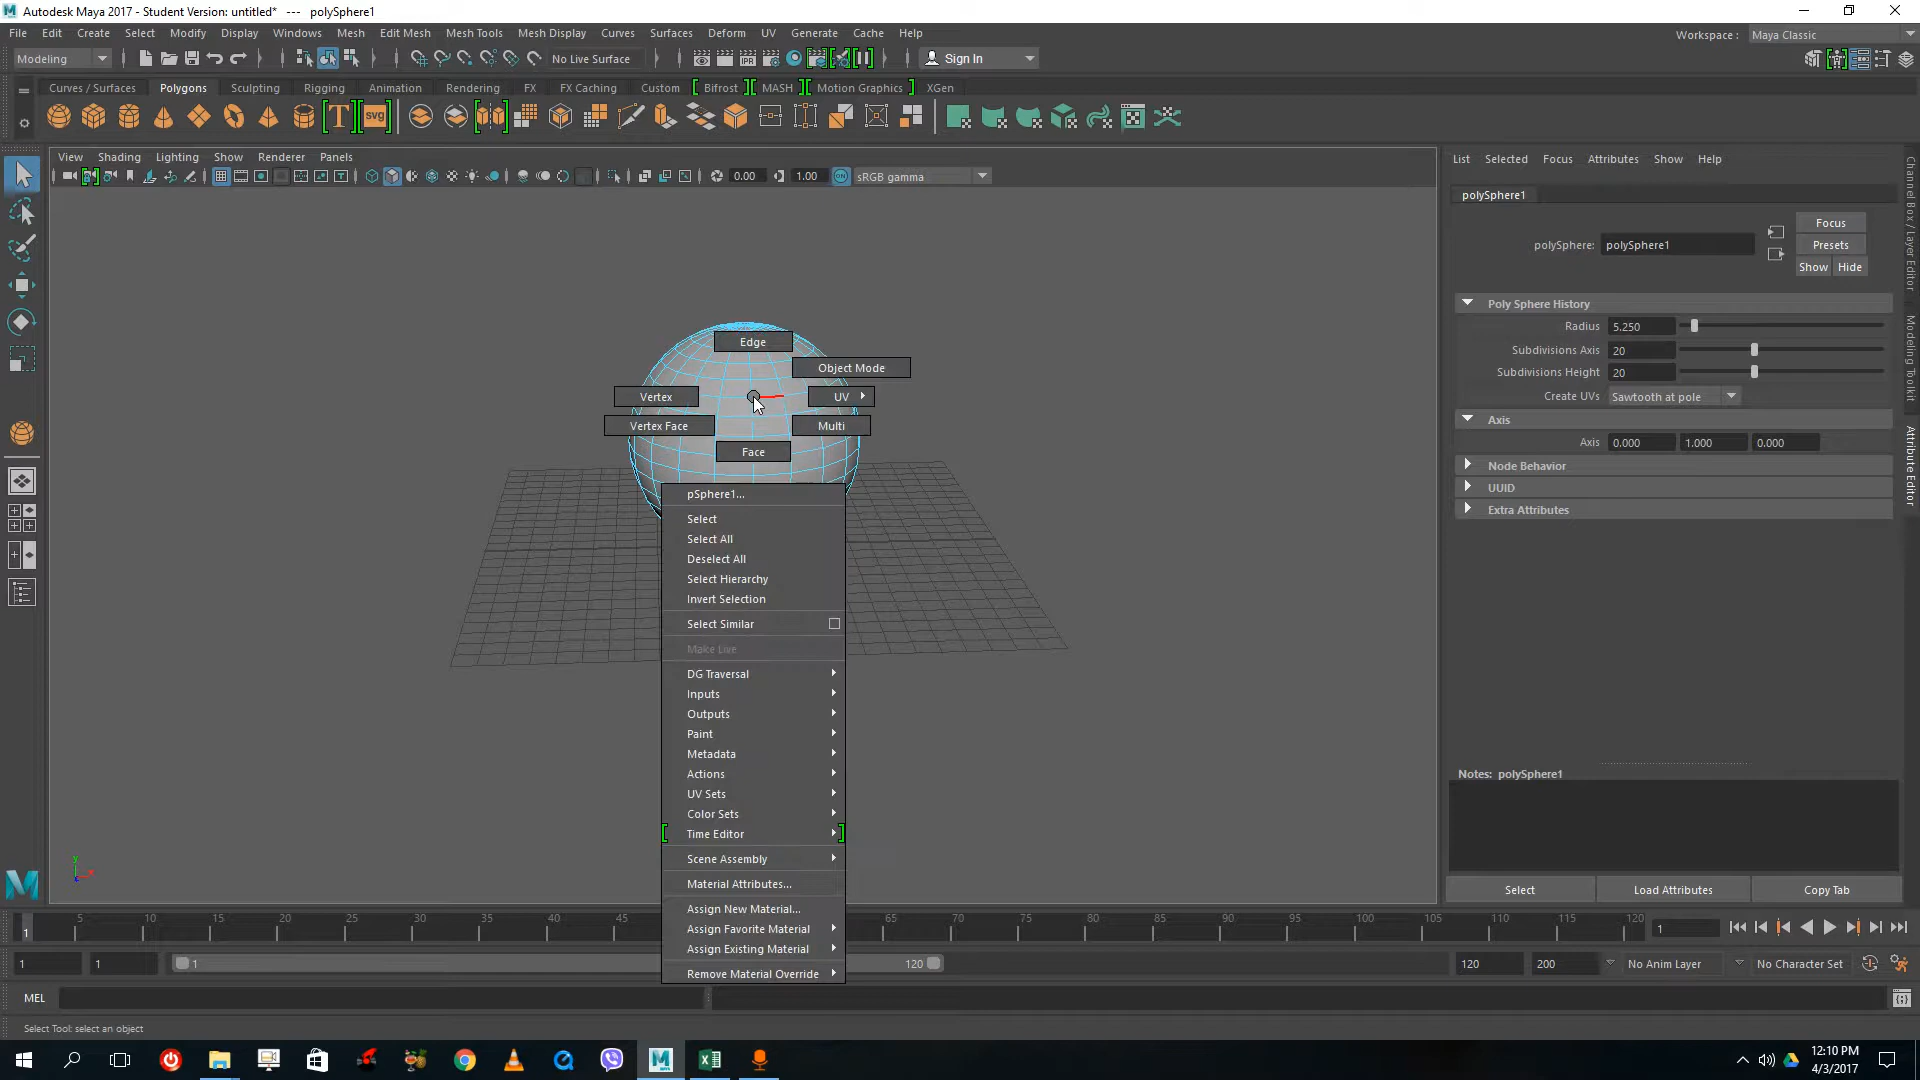 Autodesk Maya 2017 - Student Version: untitled*   ---   polySphere1
File Edit Create Select Modify Display Windows Mesh Edit Mesh Mesh Tools Mesh Display Curves Surfaces Deform UV Generate Cache Help
Workspace : Maya Classic
Modeling No Live Surface Sign In
Curves / Surfaces Polygons Sculpting Rigging Animation Rendering FX FX Caching Custom Bifrost MASH Motion Graphics XGen
T SVG
View Shading Lighting Show Renderer Panels
0.00 1.00 ON sRGB gamma
List Selected Focus Attributes Show Help
polySphere1
polySphere: polySphere1
Focus
Presets
Show Hide
Poly Sphere History
Radius 5.250
Subdivisions Axis 20
Subdivisions Height 20
Create UVs Sawtooth at pole
Axis
Axis 0.000 1.000 0.000
Node Behavior
UUID
Extra Attributes
Notes: polySphere1
Select Load Attributes Copy Tab
Channel Box / Layer Editor
Modeling Toolkit
Attribute Editor
Edge
Object Mode
Vertex UV
Vertex Face Multi
Face
pSphere1...
Select
Select All
Deselect All
Select Hierarchy
Invert Selection
Select Similar
Make Live
DG Traversal
Inputs
Outputs
Paint
Metadata
Actions
UV Sets
Color Sets
Time Editor
Scene Assembly
Material Attributes...
Assign New Material...
Assign Favorite Material
Assign Existing Material
Remove Material Override
y
5 10 15 20 25 30 35 40 45 65 70 75 80 85 90 95 100 105 110 115 120
1 1
1 1 1 120 120 200 No Anim Layer No Character Set
MEL
Select Tool: select an object
12:10 PM
4/3/2017